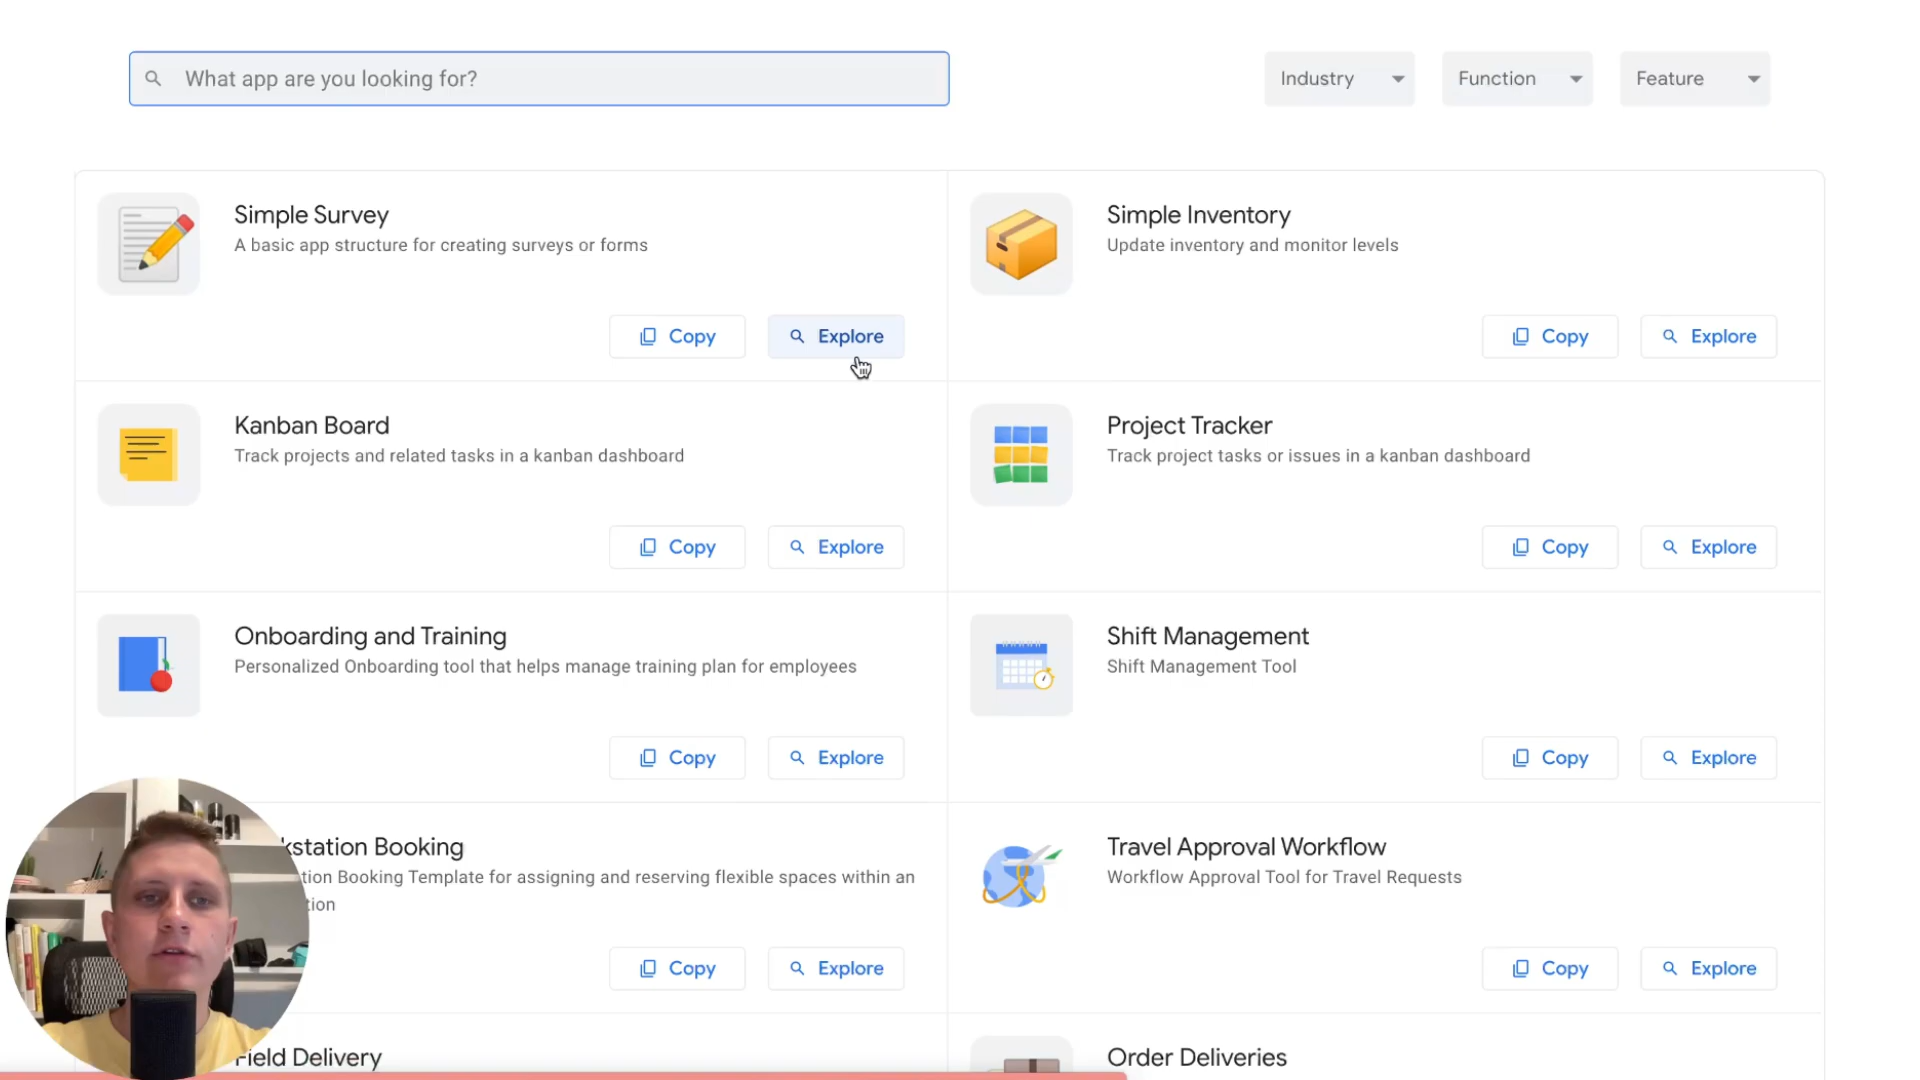 What app are you looking for?
Industry
Function
Feature
Simple Survey
A basic app structure for creating surveys or forms
Copy
Explore
Simple Inventory
Update inventory and monitor levels
Copy
Explore
Kanban Board
Track projects and related tasks in a kanban dashboard
Copy
Explore
Project Tracker
Track project tasks or issues in a kanban dashboard
Copy
Explore
Onboarding and Training
Personalized Onboarding tool that helps manage training plan for employees
Copy
Explore
Shift Management
Shift Management Tool
Copy
Explore
kstation Booking
tion Booking Template for assigning and reserving flexible spaces within an
tion
Copy
Explore
Travel Approval Workflow
Workflow Approval Tool for Travel Requests
Copy
Explore
Field Delivery
Order Deliveries